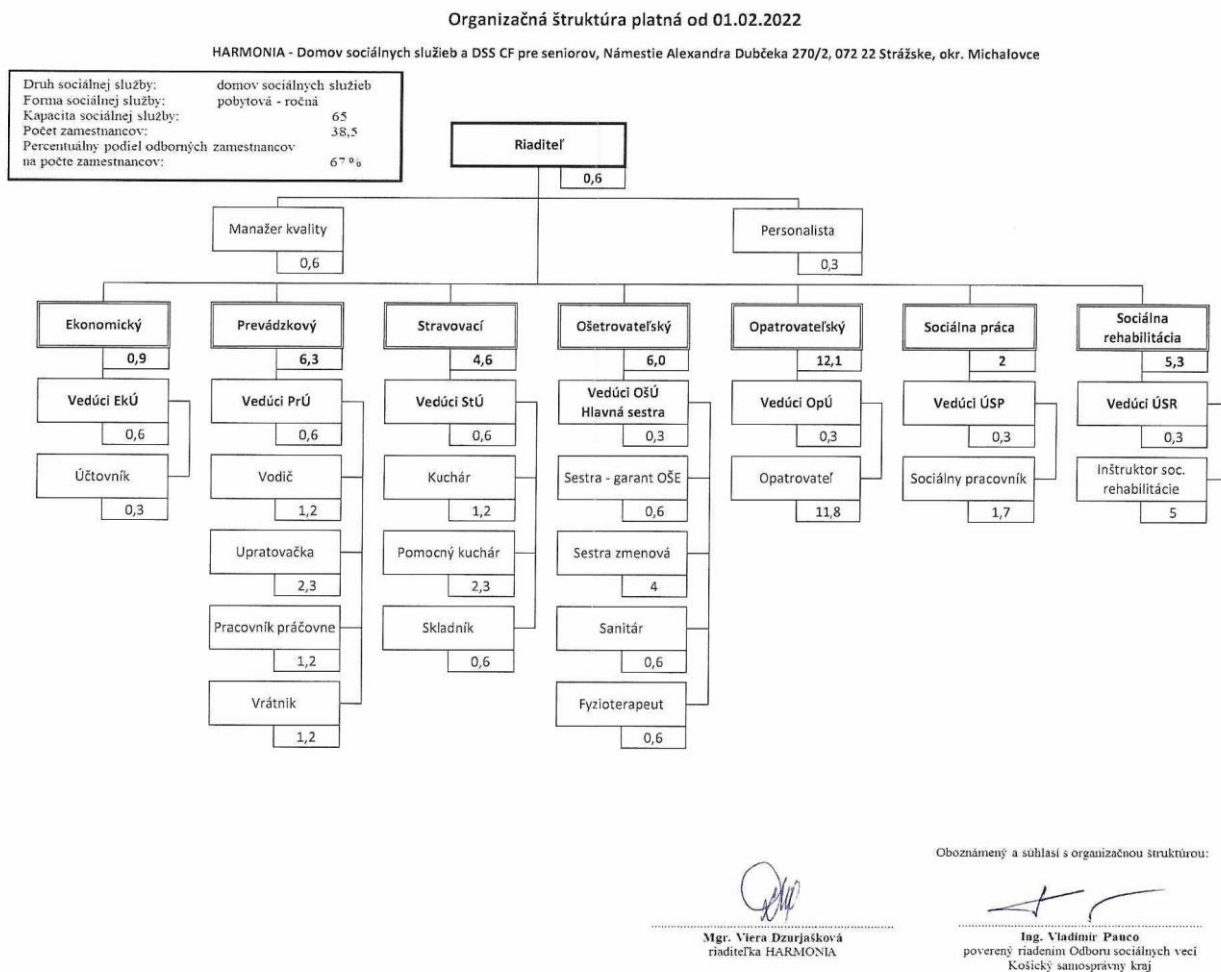 Organizačná štruktúra platná od 01.02.2022
HARMONIA - Domov sociálnych služieb a DSS CF pre seniorov, Námestie Alexandra Dubčeka 270/2, 072 22 Strážske, okr. Michalovce
Druh sociálnej služby: domov sociálnych služieb
Forma sociálnej služby: pobytová - ročná
Kapacita sociálnej služby: 65
Počet zamestnancov: 38,5
Percentuálny podiel odborných zamestnancov
na počte zamestnancov: 67%
Riaditeľ
0,6
Manažer kvality
0,6
Personalista
0,3
Ekonomický
0,9
Vedúci EkÚ
0,6
Účtovník
0,3
Prevádzkový
6,3
Vedúci PrÚ
0,6
Vodič
1,2
Upratovačka
2,3
Pracovník práčovne
1,2
Vrátnik
1,2
Stravovací
4,6
Vedúci StÚ
0,6
Kuchár
1,2
Pomocný kuchár
2,3
Skladník
0,6
Ošetrovateľský
6,0
Vedúci OšÚ
Hlavná sestra
0,3
Sestra - garant OŠE
0,6
Sestra zmenová
4
Sanitár
0,6
Fyzioterapeut
0,6
Opatrovateľský
12,1
Vedúci OpÚ
0,3
Opatrovateľ
11,8
Sociálna práca
2
Vedúci ÚSP
0,3
Sociálny pracovník
1,7
Sociálna
rehabilitácia
5,3
Vedúci ÚSR
0,3
Inštruktor soc.
rehabilitácie
5
Oboznámený a súhlasí s organizačnou štruktúrou:
Mgr. Viera Dzurjašková
riaditeľka HARMONIA
Ing. Vladimír Panco
poverený riadením Odboru sociálnych vecí
Košický samosprávny kraj